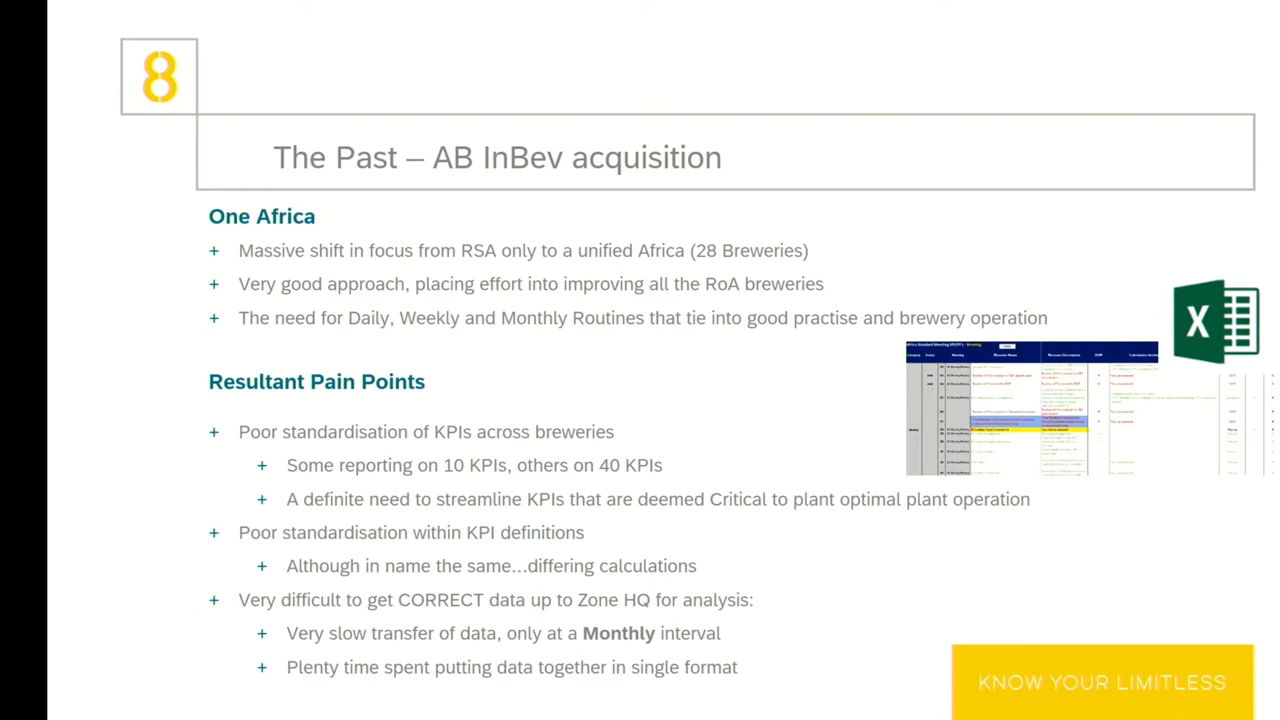 8
The Past – AB InBev acquisition
One Africa
+ Massive shift in focus from RSA only to a unified Africa (28 Breweries)
+ Very good approach, placing effort into improving all the RoA breweries
+ The need for Daily, Weekly and Monthly Routines that tie into good practise and brewery operation
X
Resultant Pain Points
+ Poor standardisation of KPIs across breweries
+ Some reporting on 10 KPIs, others on 40 KPIs
+ A definite need to streamline KPIs that are deemed Critical to plant optimal plant operation
+ Poor standardisation within KPI definitions
+ Although in name the same…differing calculations
+ Very difficult to get CORRECT data up to Zone HQ for analysis:
+ Very slow transfer of data, only at a Monthly interval
+ Plenty time spent putting data together in single format
KNOW YOUR LIMITLESS